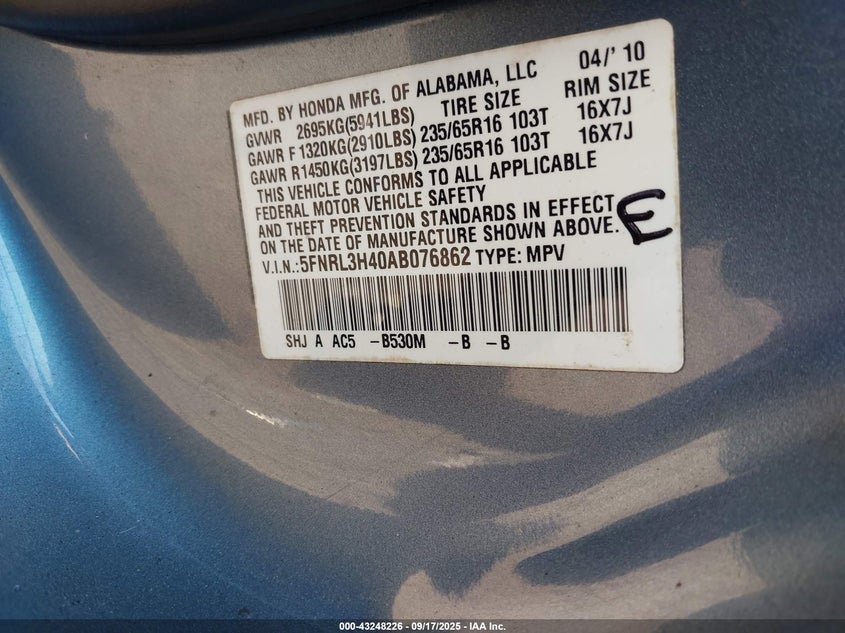 MFD. BY HONDA MFG. OF ALABAMA, LLC 04/' 10
GVWR 2695KG(5941LBS) TIRE SIZE RIM SIZE
GAWR F1320KG(2910LBS) 235/65R16 103T 16X7J
GAWR R1450KG(3197LBS) 235/65R16 103T 16X7J
THIS VEHICLE CONFORMS TO ALL APPLICABLE
FEDERAL MOTOR VEHICLE SAFETY
AND THEFT PREVENTION STANDARDS IN EFFECT
ON THE DATE OF MANUFACTURE SHOWN ABOVE.
E
V.I.N.:5FNRL3H40AB076862 TYPE: MPV
SHJ A AC5 -B530M -B -B
000-43248226 - 09/17/2025 - IAA Inc.